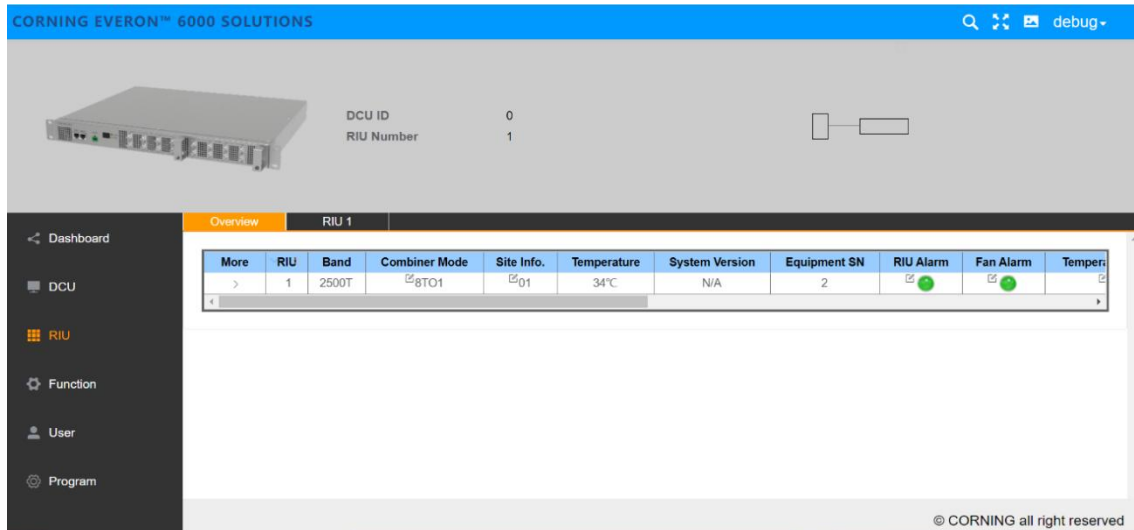 CORNING EVERON™ 6000 SOLUTIONS
debug
DCU ID 0
RIU Number 1
Overview RIU 1
Dashboard
DCU
RIU
Function
User
Program
More RIU Band Combiner Mode Site Info. Temperature System Version Equipment SN RIU Alarm Fan Alarm Tempera
> 1 2500T 8TO1 01 34℃ N/A 2
© CORNING all right reserved